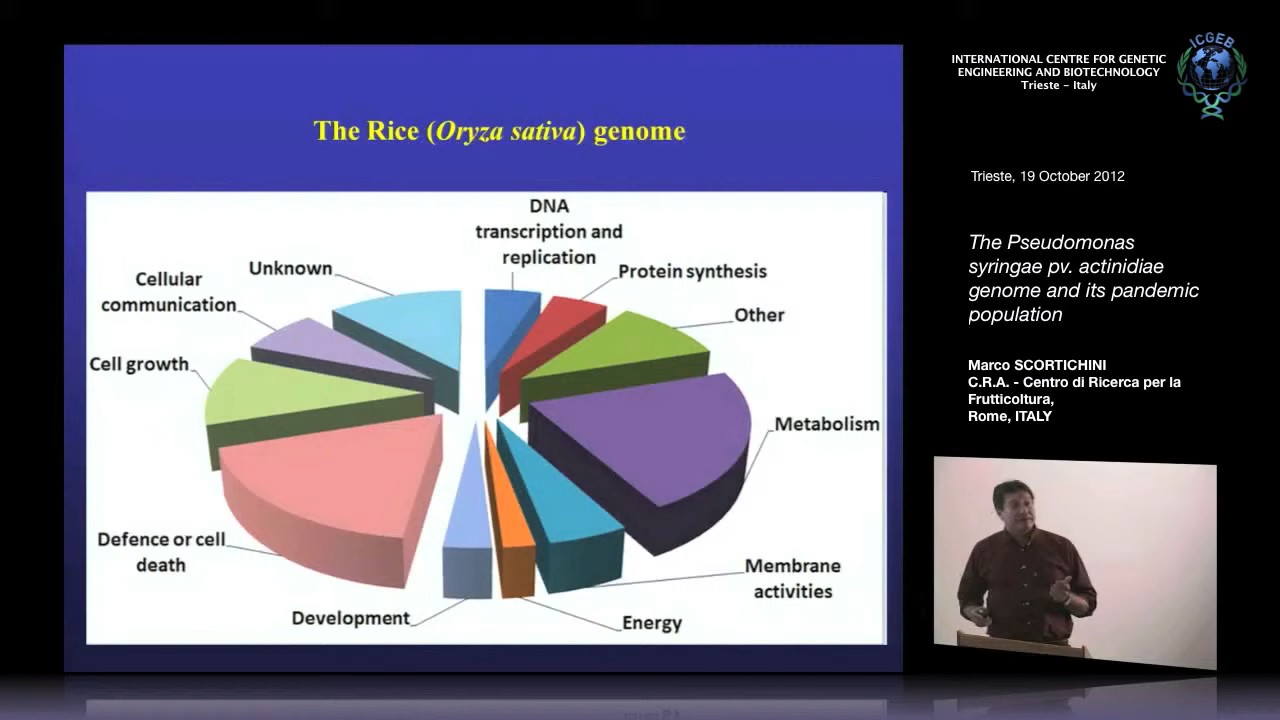 The Rice (Oryza sativa) genome
DNA
transcription and
replication
Protein synthesis
Other
Metabolism
Membrane
activities
Energy
Development
Defence or cell
death
Cell growth
Cellular
communication
Unknown
INTERNATIONAL CENTRE FOR GENETIC
ENGINEERING AND BIOTECHNOLOGY
Trieste – Italy
ICGEB
Trieste, 19 October 2012
The Pseudomonas
syringae pv. actinidiae
genome and its pandemic
population
Marco SCORTICHINI
C.R.A. - Centro di Ricerca per la
Frutticoltura,
Rome, ITALY